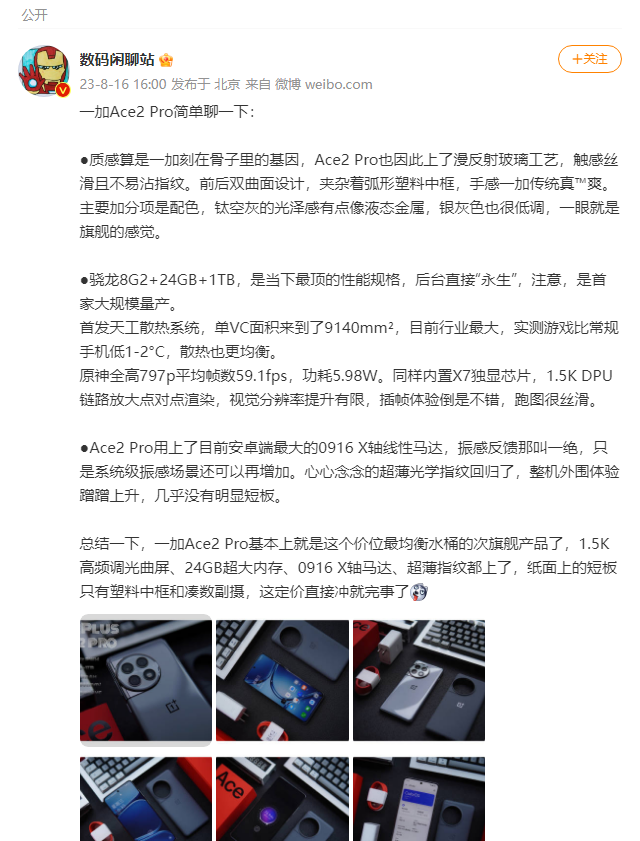 公开
数码闲聊站
+关注
23-8-16 16:00 发布于 北京 来自 微博 weibo.com
一加Ace2 Pro简单聊一下：
●质感算是一加刻在骨子里的基因，Ace2 Pro也因此上了漫反射玻璃工艺，触感丝
滑且不易沾指纹。前后双曲面设计，夹杂着弧形塑料中框，手感一加传统真™爽。
主要加分项是配色，钛空灰的光泽感有点像液态金属，银灰色也很低调，一眼就是
旗舰的感觉。
●骁龙8G2+24GB+1TB，是当下最顶的性能规格，后台直接“永生”，注意，是首
家大规模量产。
首发天工散热系统，单VC面积来到了9140mm²，目前行业最大，实测游戏比常规
手机低1-2°C，散热也更均衡。
原神全高797p平均帧数59.1fps，功耗5.98W。同样内置X7独显芯片，1.5K DPU
链路放大点对点渲染，视觉分辨率提升有限，插帧体验倒是不错，跑图很丝滑。
●Ace2 Pro用上了目前安卓端最大的0916 X轴线性马达，振感反馈那叫一绝，只
是系统级振感场景还可以再增加。心心念念的超薄光学指纹回归了，整机外围体验
蹭蹭上升，几乎没有明显短板。
总结一下，一加Ace2 Pro基本上就是这个价位最均衡水桶的次旗舰产品了，1.5K
高频调光曲屏、24GB超大内存、0916 X轴马达、超薄指纹都上了，纸面上的短板
只有塑料中框和凑数副摄，这定价直接冲就完事了
PLUS
2 PRO
ce
Ace